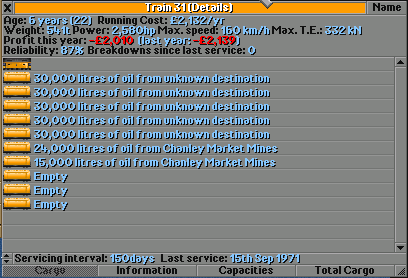 Train 31 (Details)
Name
Age: 6 years (22) Running Cost: £2,132/yr
Weight: 541t Power: 2,580hp Max. speed: 160 km/h Max. T.E.: 332 kN
Profit this year: -£2,010 (last year: -£2,139)
Reliability: 87% Breakdowns since last service: 0
30,000 litres of oil from unknown destination
30,000 litres of oil from unknown destination
30,000 litres of oil from unknown destination
30,000 litres of oil from unknown destination
30,000 litres of oil from unknown destination
24,000 litres of oil from Chanley Market Mines
15,000 litres of oil from Chanley Market Mines
Empty
Empty
Empty
Servicing interval: 150days Last service: 15th Sep 1971
Cargo Information Capacities Total Cargo